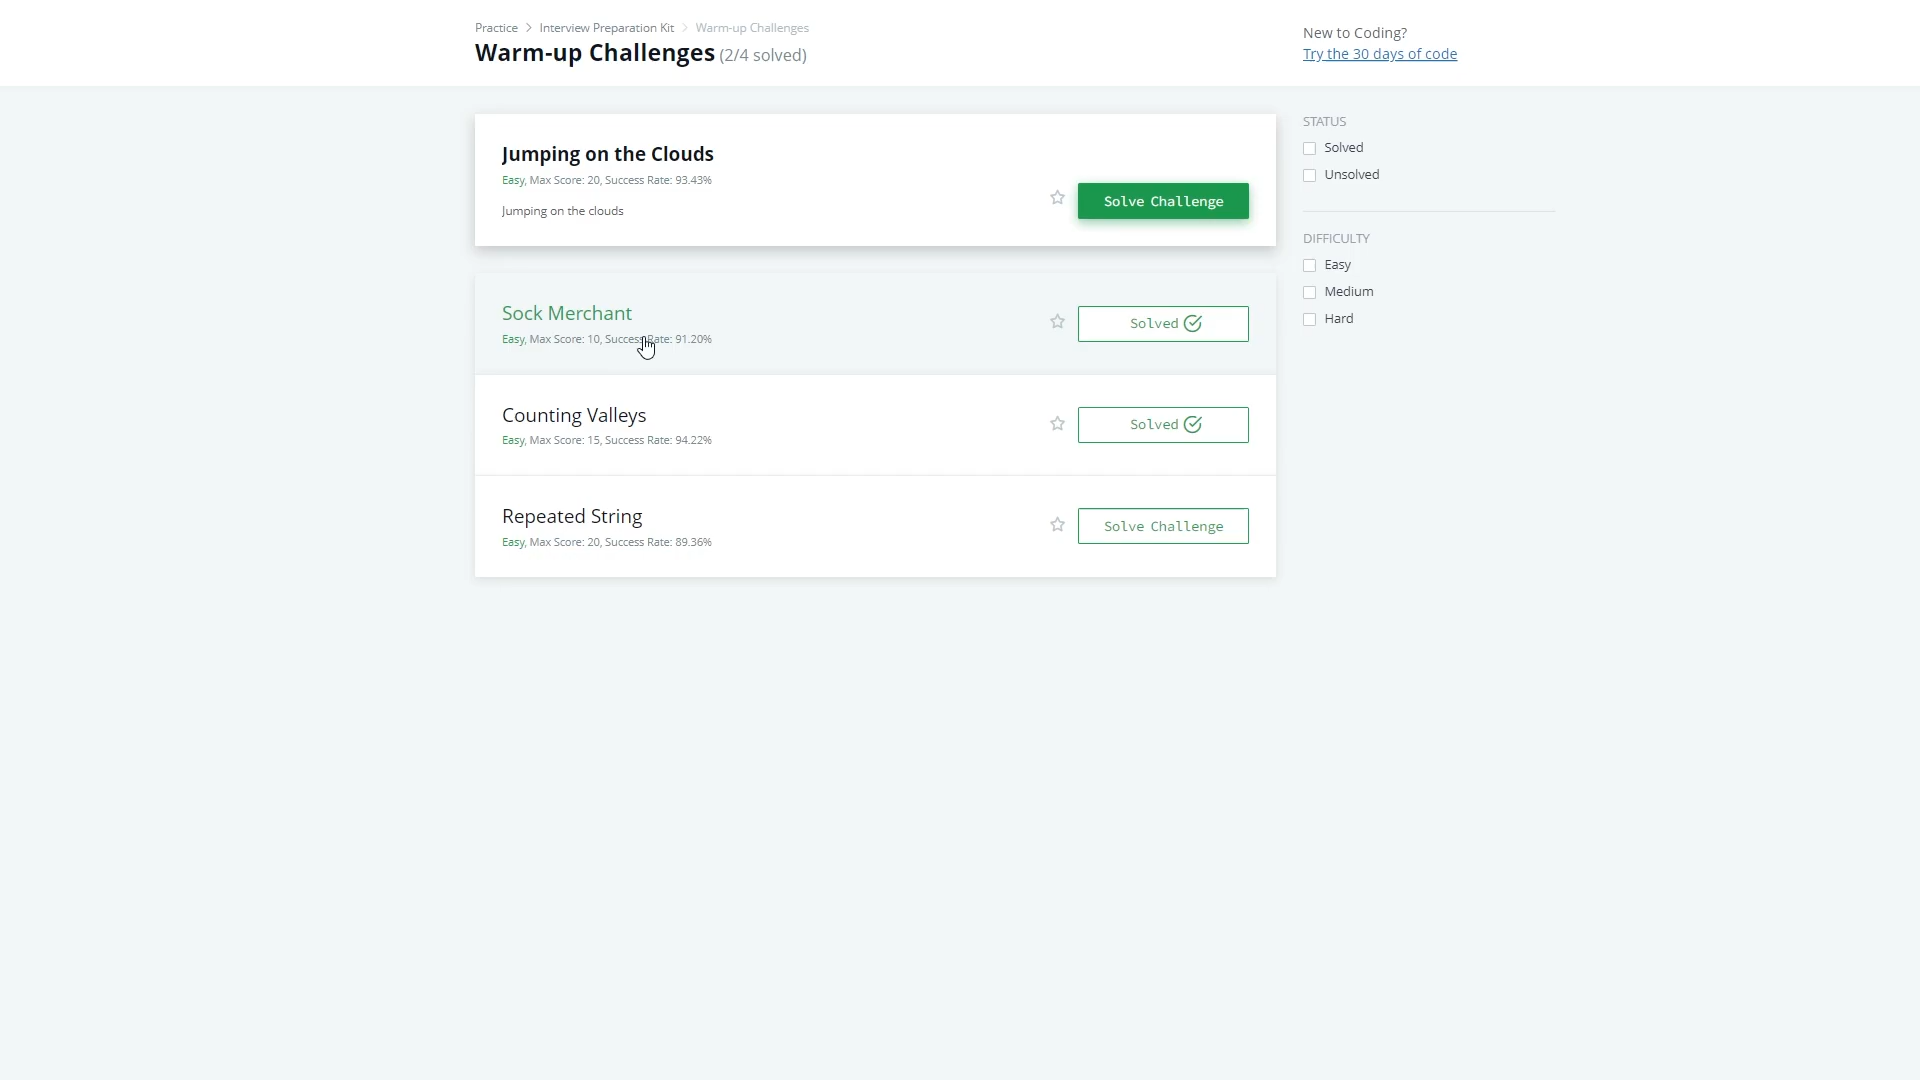 Practice > Interview Preparation Kit > Warm-up Challenges
Warm-up Challenges (2/4 solved)
New to Coding?
Try the 30 days of code
Jumping on the Clouds
Easy, Max Score: 20, Success Rate: 93.43%
Jumping on the clouds
Solve Challenge
Sock Merchant
Easy, Max Score: 10, Success Rate: 91.20%
Solved
Counting Valleys
Easy, Max Score: 15, Success Rate: 94.22%
Solved
Repeated String
Easy, Max Score: 20, Success Rate: 89.36%
Solve Challenge
STATUS
Solved
Unsolved
DIFFICULTY
Easy
Medium
Hard